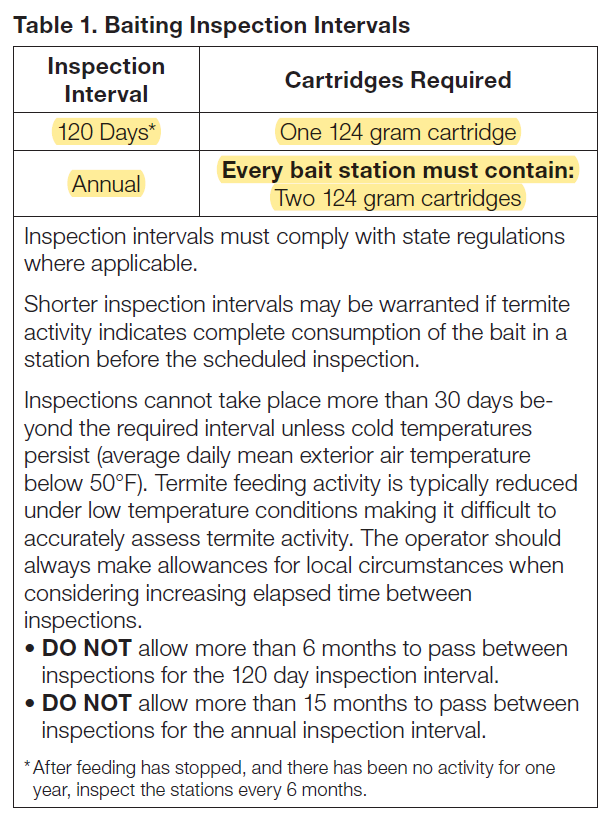 Table 1. Baiting Inspection Intervals
Inspection
Interval
Cartridges Required
120 Days*
One 124 gram cartridge
Annual
Every bait station must contain:
Two 124 gram cartridges
Inspection intervals must comply with state regulations
where applicable.
Shorter inspection intervals may be warranted if termite
activity indicates complete consumption of the bait in a
station before the scheduled inspection.
Inspections cannot take place more than 30 days be-
yond the required interval unless cold temperatures
persist (average daily mean exterior air temperature
below 50°F). Termite feeding activity is typically reduced
under low temperature conditions making it difficult to
accurately assess termite activity. The operator should
always make allowances for local circumstances when
considering increasing elapsed time between
inspections.
• DO NOT allow more than 6 months to pass between
inspections for the 120 day inspection interval.
• DO NOT allow more than 15 months to pass between
inspections for the annual inspection interval.
*After feeding has stopped, and there has been no activity for one
year, inspect the stations every 6 months.